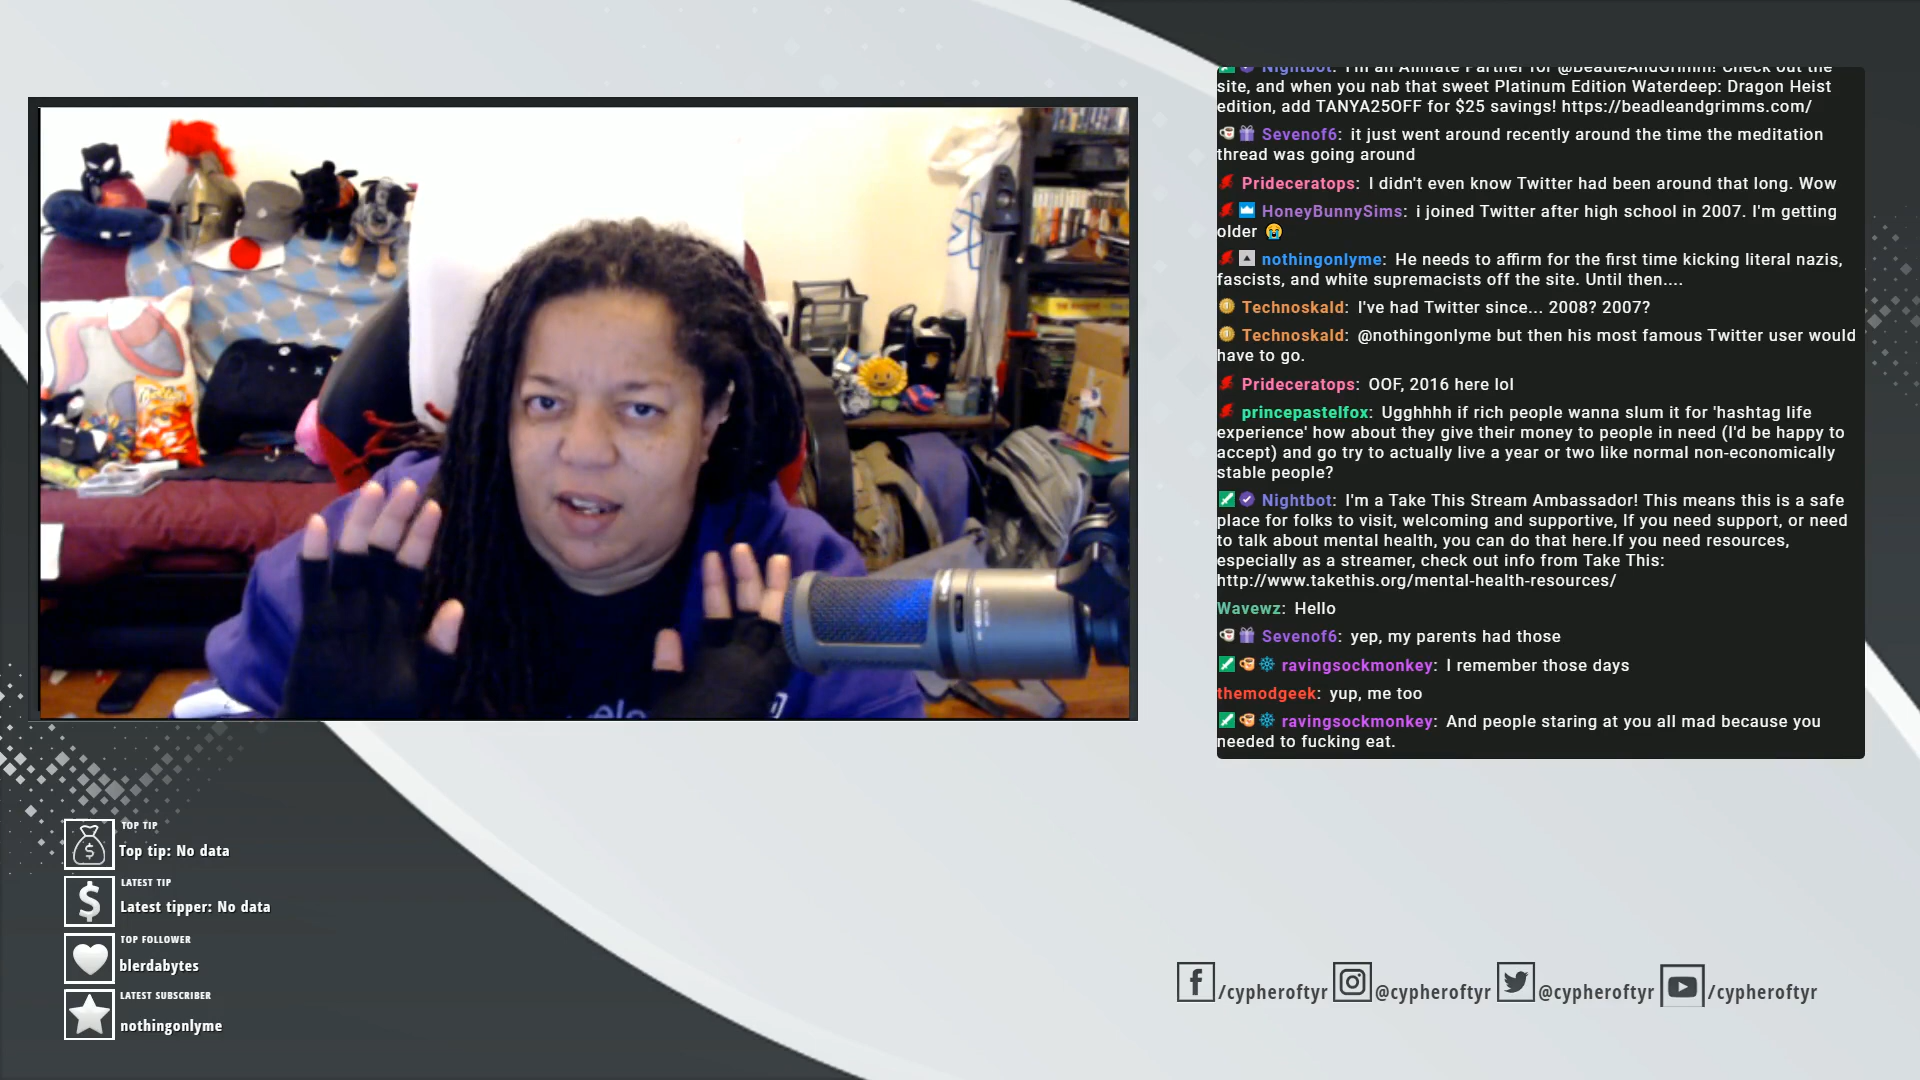 Nightbot: I'm an Affiliate Partner for @BeadleAndGrimm! Check out the
site, and when you nab that sweet Platinum Edition Waterdeep: Dragon Heist
edition, add TANYA25OFF for $25 savings! https://beadleandgrimms.com/
Sevenof6: it just went around recently around the time the meditation
thread was going around
Prideceratops: I didn't even know Twitter had been around that long. Wow
HoneyBunnySims: i joined Twitter after high school in 2007. I'm getting
older 😭
nothingonlyme: He needs to affirm for the first time kicking literal nazis,
fascists, and white supremacists off the site. Until then....
Technoskald: I've had Twitter since... 2008? 2007?
Technoskald: @nothingonlyme but then his most famous Twitter user would
have to go.
Prideceratops: OOF, 2016 here lol
princepastelfox: Ugghhhh if rich people wanna slum it for 'hashtag life
experience' how about they give their money to people in need (I'd be happy to
accept) and go try to actually live a year or two like normal non-economically
stable people?
Nightbot: I'm a Take This Stream Ambassador! This means this is a safe
place for folks to visit, welcoming and supportive, If you need support, or need
to talk about mental health, you can do that here.If you need resources,
especially as a streamer, check out info from Take This:
http://www.takethis.org/mental-health-resources/
Wavewz: Hello
Sevenof6: yep, my parents had those
ravingsockmonkey: I remember those days
themodgeek: yup, me too
ravingsockmonkey: And people staring at you all mad because you
needed to fucking eat.
TOP TIP
Top tip: No data
LATEST TIP
Latest tipper: No data
TOP FOLLOWER
blerdabytes
LATEST SUBSCRIBER
nothingonlyme
/cypheroftyr @cypheroftyr @cypheroftyr /cypheroftyr